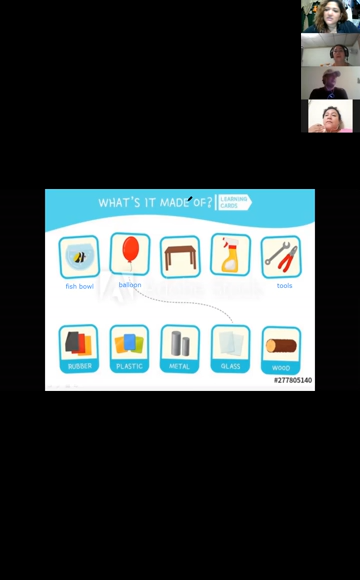 WHAT'S IT MADE OF?
LEARNING
CARDS
fish bowl
balloon
tools
RUBBER
PLASTIC
METAL
GLASS
WOOD
#277805140